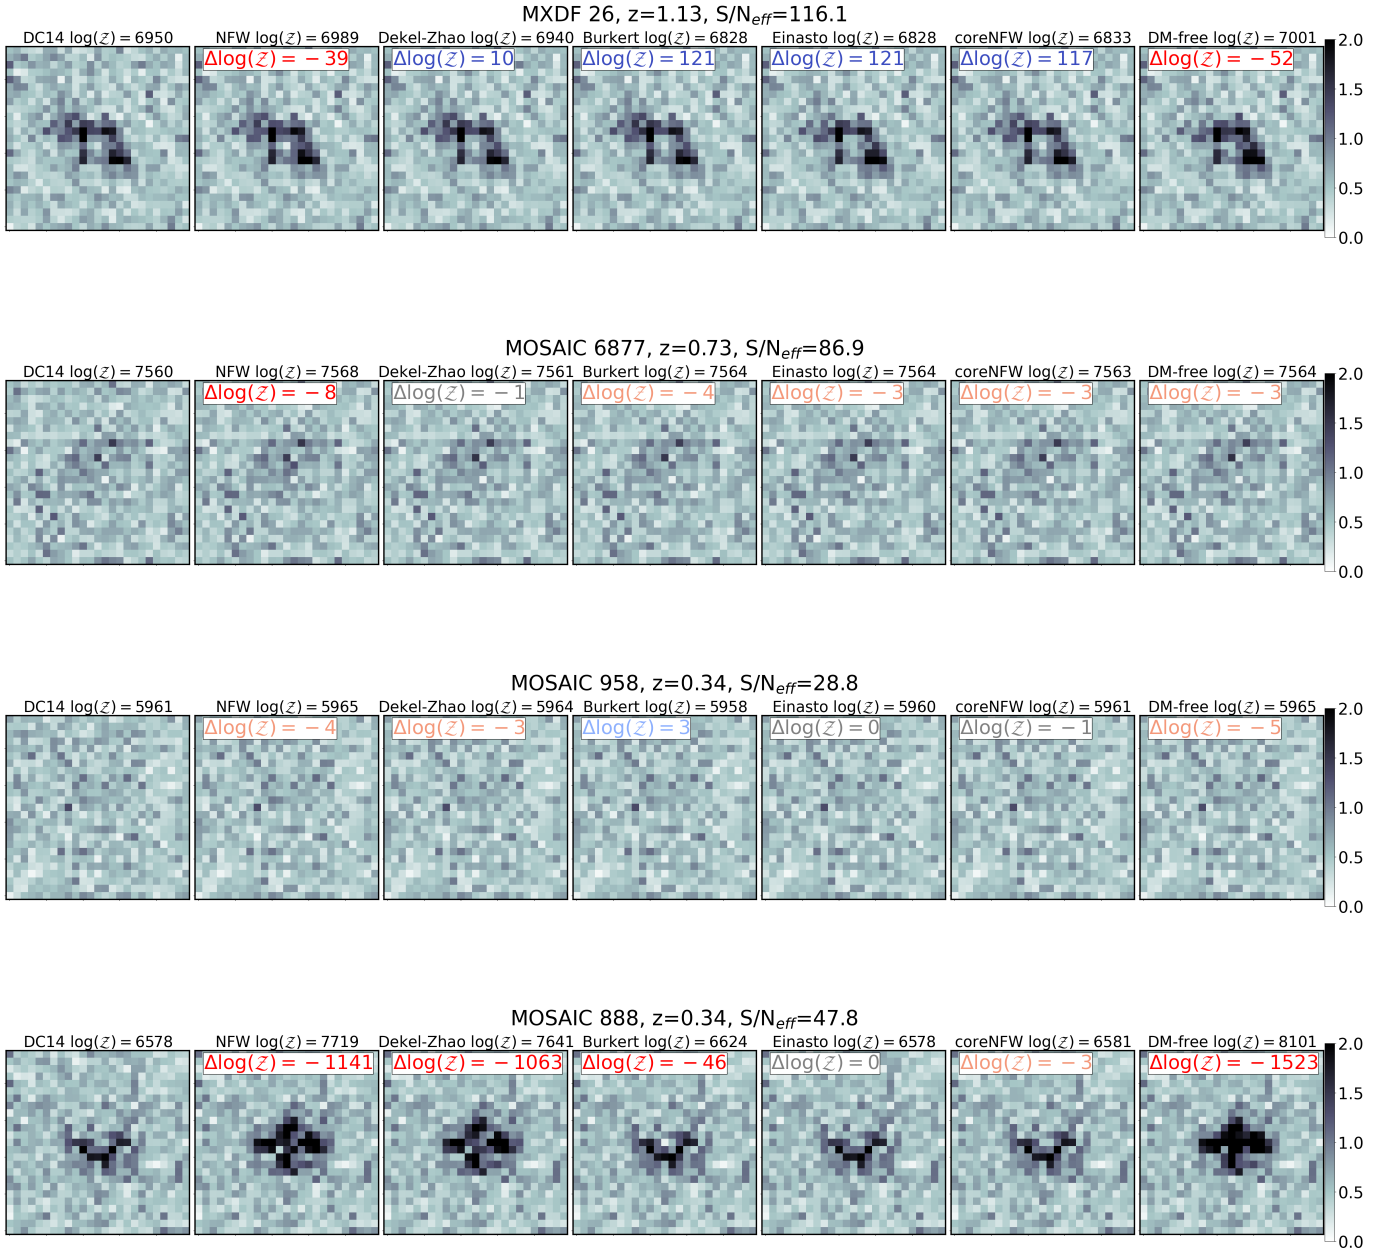 MXDF 26, z=1.13, S/Neff=116.1
DC14 log(𝒵) = 6950 NFW log(𝒵) = 6989 Dekel-Zhao log(𝒵) = 6940 Burkert log(𝒵) = 6828 Einasto log(𝒵) = 6828 coreNFW log(𝒵) = 6833 DM-free log(𝒵) = 7001
Δlog(𝒵) = − 39 Δlog(𝒵) = 10 Δlog(𝒵) = 121 Δlog(𝒵) = 121 Δlog(𝒵) = 117 Δlog(𝒵) = − 52
2.0
1.5
1.0
0.5
0.0
MOSAIC 6877, z=0.73, S/Neff=86.9
DC14 log(𝒵) = 7560 NFW log(𝒵) = 7568 Dekel-Zhao log(𝒵) = 7561 Burkert log(𝒵) = 7564 Einasto log(𝒵) = 7564 coreNFW log(𝒵) = 7563 DM-free log(𝒵) = 7564
Δlog(𝒵) = − 8 Δlog(𝒵) = − 1 Δlog(𝒵) = − 4 Δlog(𝒵) = − 3 Δlog(𝒵) = − 3 Δlog(𝒵) = − 3
2.0
1.5
1.0
0.5
0.0
MOSAIC 958, z=0.34, S/Neff=28.8
DC14 log(𝒵) = 5961 NFW log(𝒵) = 5965 Dekel-Zhao log(𝒵) = 5964 Burkert log(𝒵) = 5958 Einasto log(𝒵) = 5960 coreNFW log(𝒵) = 5961 DM-free log(𝒵) = 5965
Δlog(𝒵) = − 4 Δlog(𝒵) = − 3 Δlog(𝒵) = 3 Δlog(𝒵) = 0 Δlog(𝒵) = − 1 Δlog(𝒵) = − 5
2.0
1.5
1.0
0.5
0.0
MOSAIC 888, z=0.34, S/Neff=47.8
DC14 log(𝒵) = 6578 NFW log(𝒵) = 7719 Dekel-Zhao log(𝒵) = 7641 Burkert log(𝒵) = 6624 Einasto log(𝒵) = 6578 coreNFW log(𝒵) = 6581 DM-free log(𝒵) = 8101
Δlog(𝒵) = − 1141 Δlog(𝒵) = − 1063 Δlog(𝒵) = − 46 Δlog(𝒵) = 0 Δlog(𝒵) = − 3 Δlog(𝒵) = − 1523
2.0
1.5
1.0
0.5
0.0